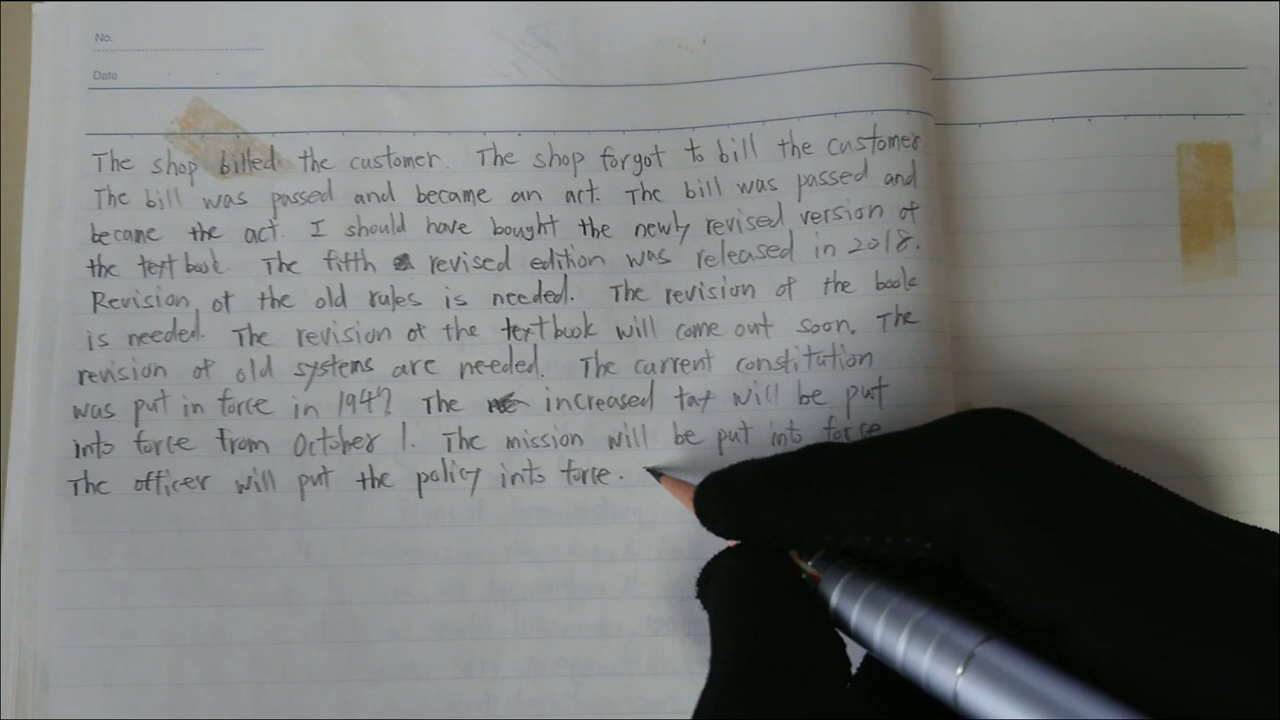 No.
Date
The shop billed the customer. The shop forgot to bill the customer
The bill was passed and became an act. The bill was passed and
became the act. I should have bought the newly revised version of
the textbook. The fifth revised edition was released in 2018.
Revision of the old rules is needed. The revision of the book
is needed. The revision of the textbook will come out soon. The
revision of old systems are needed. The current constitution
was put in force in 1947. The increased tax will be put
into force from October 1. The mission will be put into force
The officer will put the policy into force.